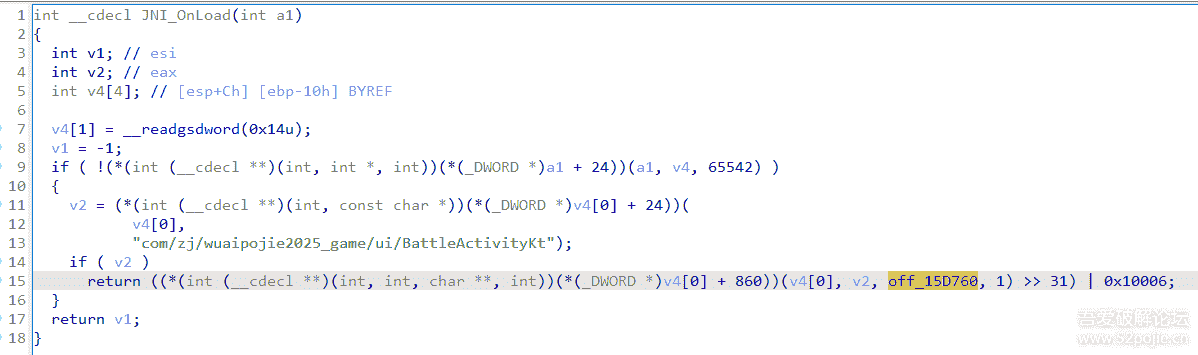 1 int __cdecl JNI_OnLoad(int a1)
2 {
3   int v1; // esi
4   int v2; // eax
5   int v4[4]; // [esp+Ch] [ebp-10h] BYREF
6
7   v4[1] = __readgsdword(0x14u);
8   v1 = -1;
9   if ( !(*(int (__cdecl **)(int, int *, int))(*(_DWORD *)a1 + 24))(a1, v4, 65542) )
10   {
11     v2 = (*(int (__cdecl **)(int, const char *))(*(_DWORD *)v4[0] + 24))(
12            v4[0],
13            "com/zj/wuaipojie2025_game/ui/BattleActivityKt");
14     if ( v2 )
15       return ((*(int (__cdecl **)(int, int, char **, int))(*(_DWORD *)v4[0] + 860))(v4[0], v2, off_15D760, 1) >> 31) | 0x10006;
16   }
17   return v1;
18 }
吾爱破解论坛
www.52pojie.cn